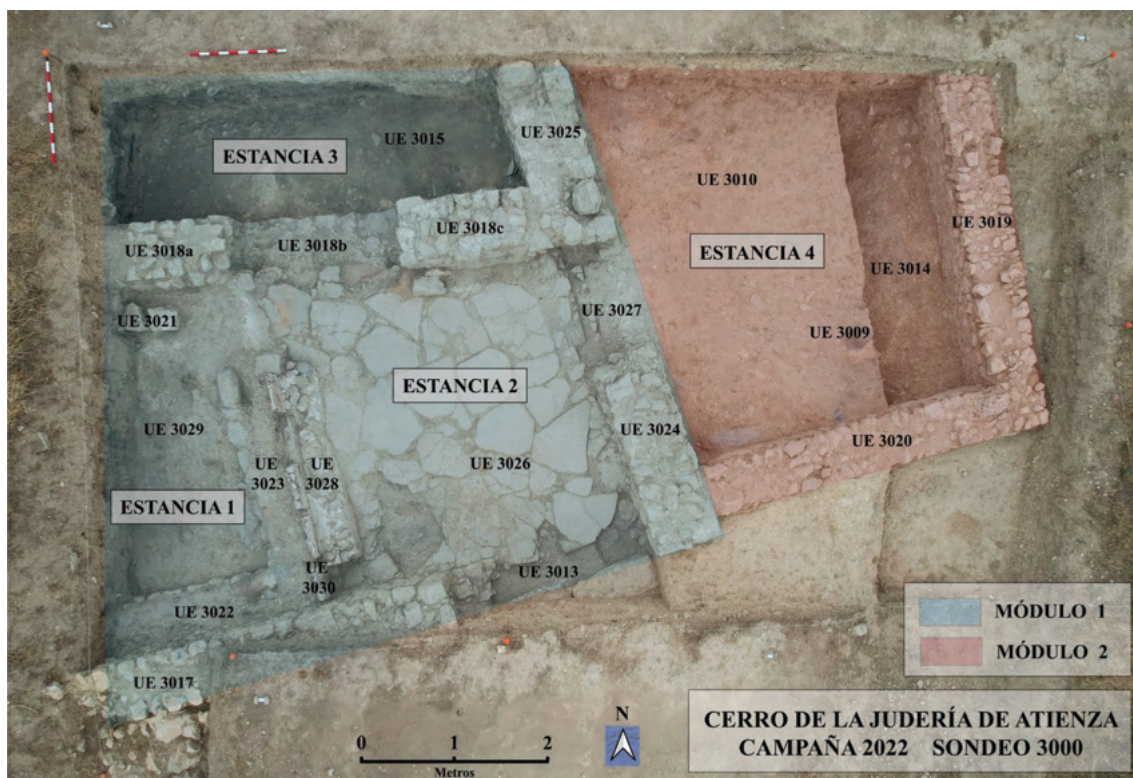 UE 3015
UE 3025
ESTANCIA 3
UE 3010
UE 3018a
UE 3018b
UE 3018c
UE 3019
ESTANCIA 4
UE 3014
UE 3021
UE 3027
UE 3009
ESTANCIA 2
UE 3029
UE 3024
UE 3020
UE
3023
UE
3028
UE 3026
ESTANCIA 1
UE
3030
UE 3013
UE 3022
UE 3017
MÓDULO 1
MÓDULO 2
N
0 1 2
Metros
CERRO DE LA JUDERÍA DE ATIENZA
CAMPAÑA 2022 SONDEO 3000